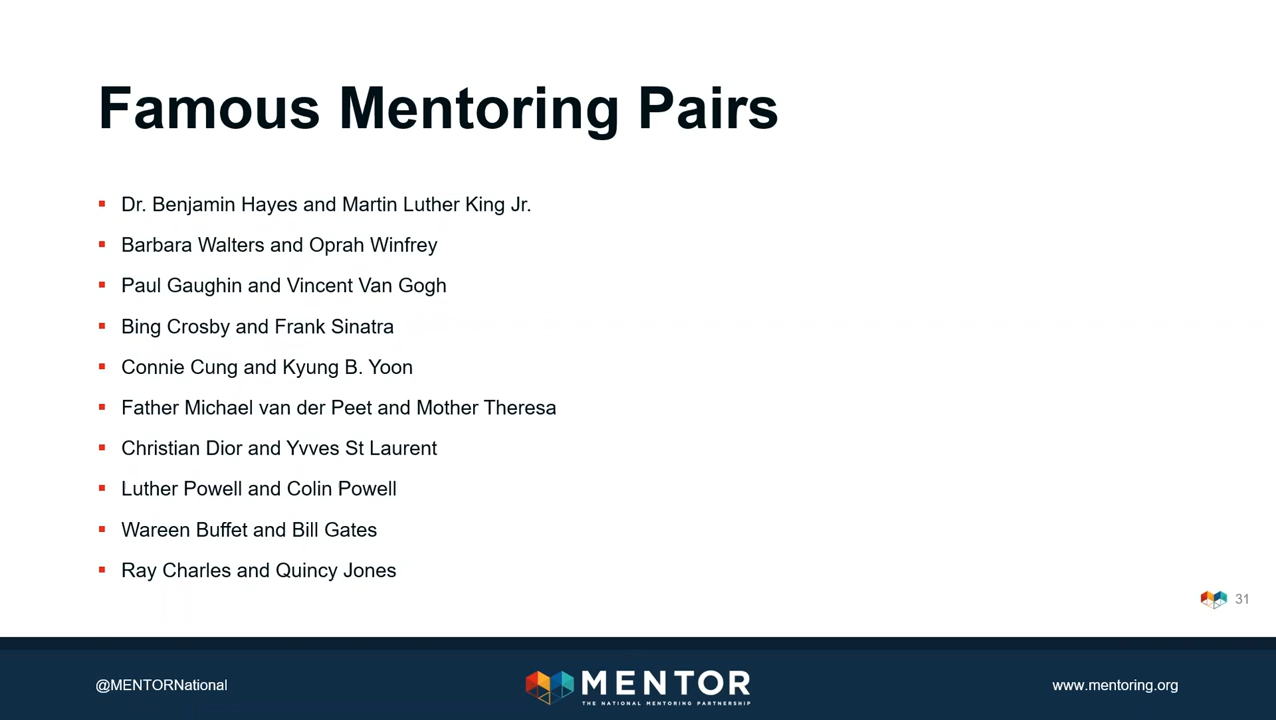 Famous Mentoring Pairs
Dr. Benjamin Hayes and Martin Luther King Jr.
Barbara Walters and Oprah Winfrey
Paul Gaughin and Vincent Van Gogh
Bing Crosby and Frank Sinatra
Connie Cung and Kyung B. Yoon
Father Michael van der Peet and Mother Theresa
Christian Dior and Yvves St Laurent
Luther Powell and Colin Powell
Wareen Buffet and Bill Gates
Ray Charles and Quincy Jones
31
@MENTORNational
MENTOR
THE NATIONAL MENTORING PARTNERSHIP
www.mentoring.org